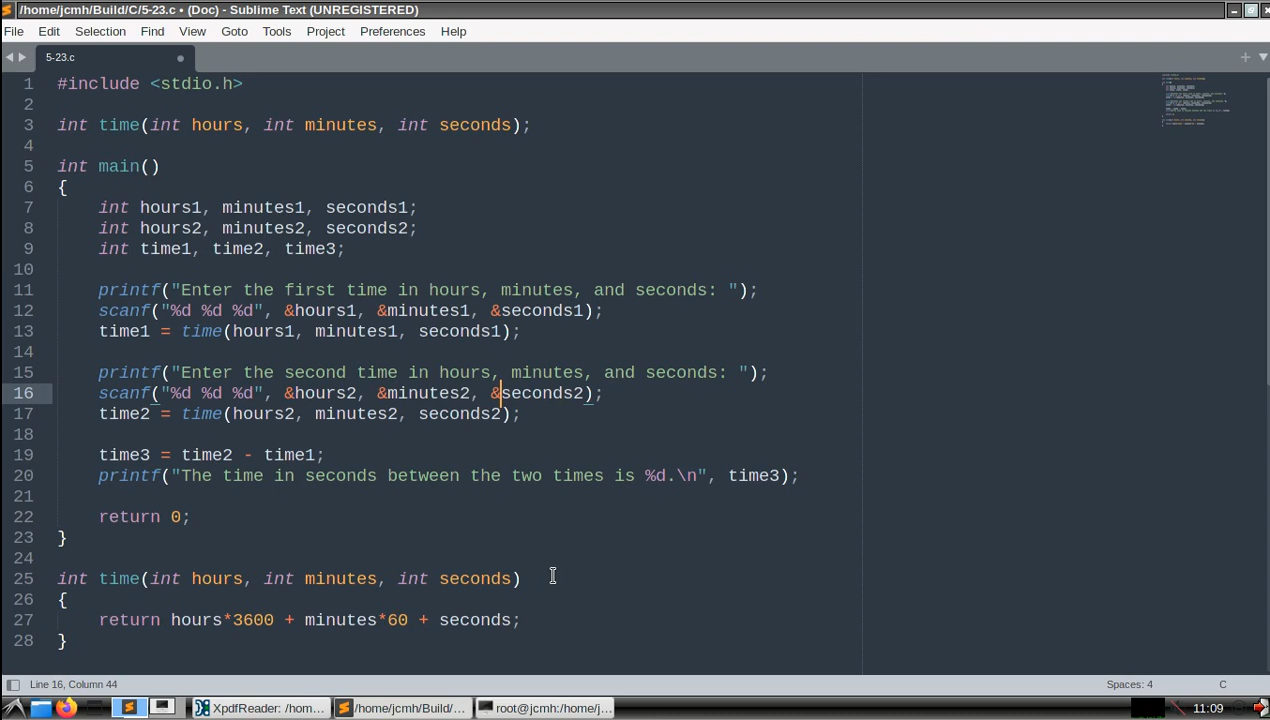 /home/jcmh/Build/C/5-23.c • (Doc) - Sublime Text (UNREGISTERED)
File Edit Selection Find View Goto Tools Project Preferences Help
5-23.c
1 #include <stdio.h>
2
3 int time(int hours, int minutes, int seconds);
4
5 int main()
6 {
7 int hours1, minutes1, seconds1;
8 int hours2, minutes2, seconds2;
9 int time1, time2, time3;
10
11 printf("Enter the first time in hours, minutes, and seconds: ");
12 scanf("%d %d %d", &hours1, &minutes1, &seconds1);
13 time1 = time(hours1, minutes1, seconds1);
14
15 printf("Enter the second time in hours, minutes, and seconds: ");
16 scanf("%d %d %d", &hours2, &minutes2, &seconds2);
17 time2 = time(hours2, minutes2, seconds2);
18
19 time3 = time2 - time1;
20 printf("The time in seconds between the two times is %d.\n", time3);
21
22 return 0;
23 }
24
25 int time(int hours, int minutes, int seconds)
26 {
27 return hours*3600 + minutes*60 + seconds;
28 }
Line 16, Column 44 Spaces: 4 C
XpdfReader: /hom... /home/jcmh/Build/... root@jcmh:/home/j... 11:09